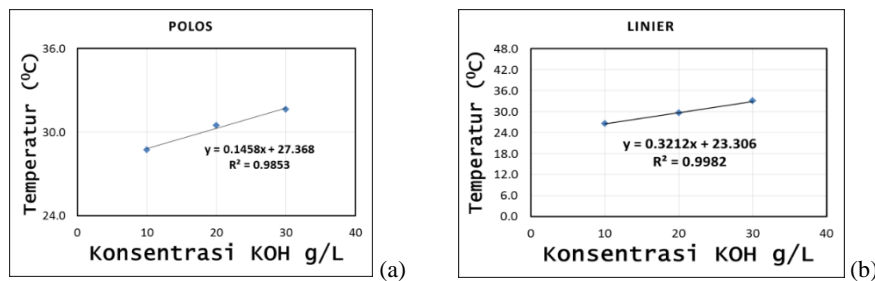 POLOS
36.0
30.0
24.0
0
10
20
30
40
Temperatur (⁰C)
y = 0.1458x + 27.368
R² = 0.9853
Konsentrasi KOH g/L
(a)
LINIER
48.0
42.0
36.0
30.0
24.0
18.0
12.0
6.0
0.0
0
10
20
30
40
Temperatur (⁰C)
y = 0.3212x + 23.306
R² = 0.9982
Konsentrasi KOH g/L
(b)